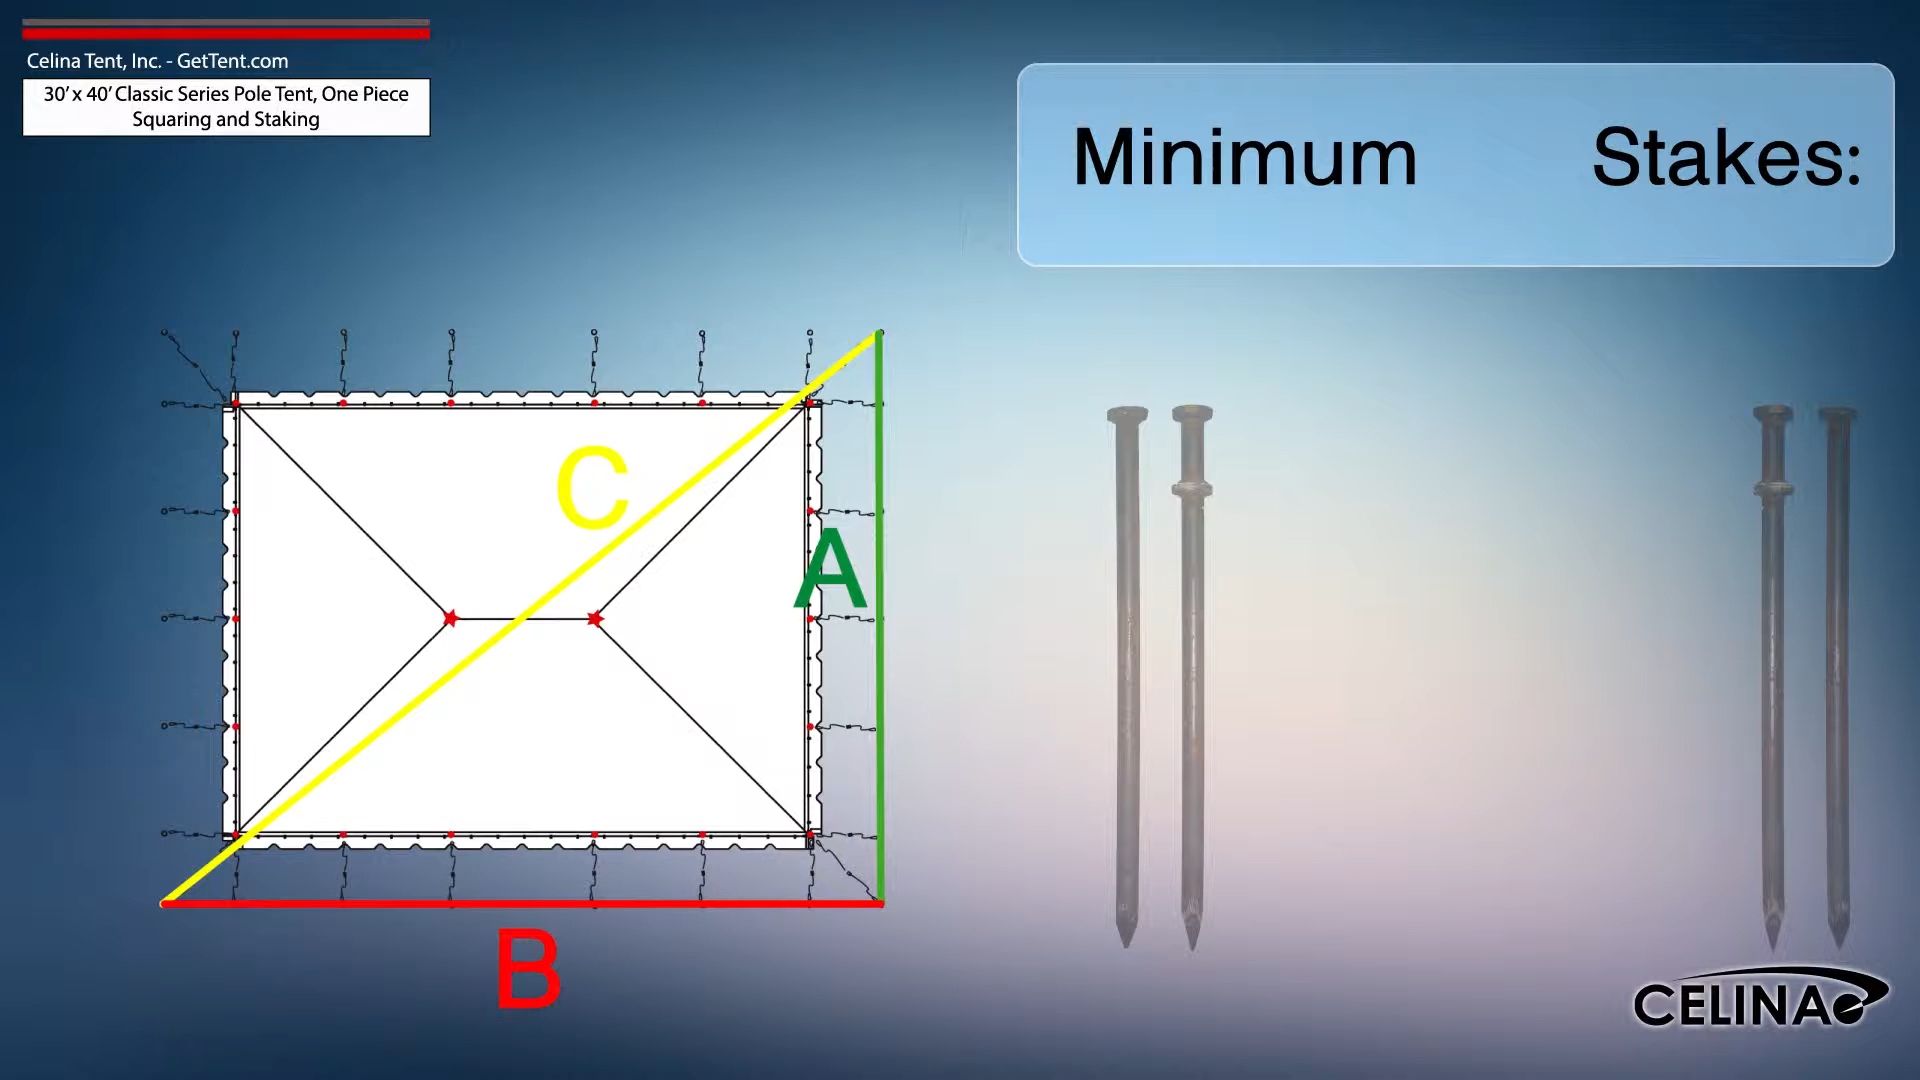 Celina Tent, Inc. - GetTent.com
30' x 40' Classic Series Pole Tent, One Piece
Squaring and Staking
Minimum Stakes:
C
A
B
CELINA